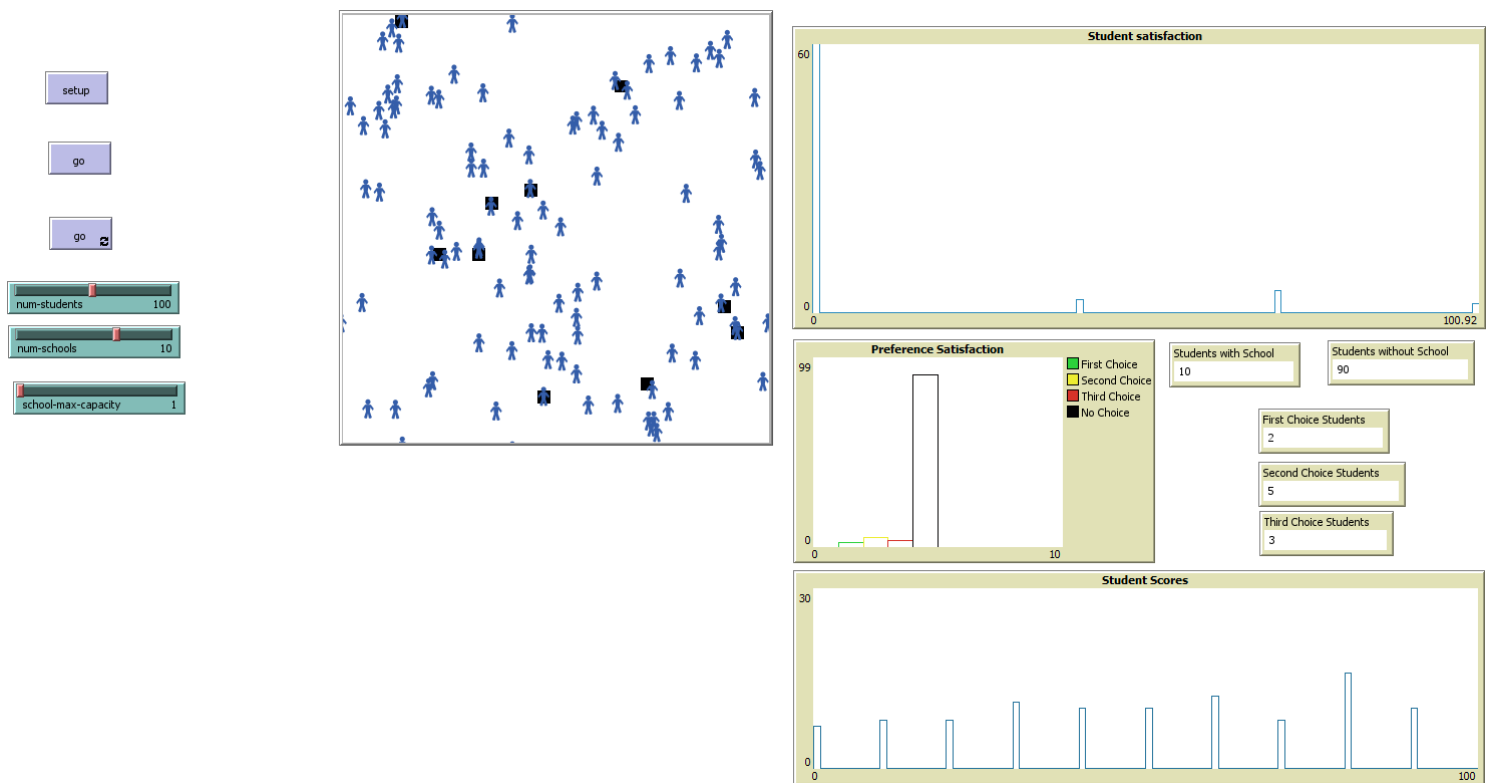 setup
go
go
num-students 100
num-schools 10
school-max-capacity 1
Student satisfaction
60
0
0 100.92
Preference Satisfaction
99
0
0 10
First Choice
Second Choice
Third Choice
No Choice
Students with School
10
Students without School
90
First Choice Students
2
Second Choice Students
5
Third Choice Students
3
Student Scores
30
0
0 100